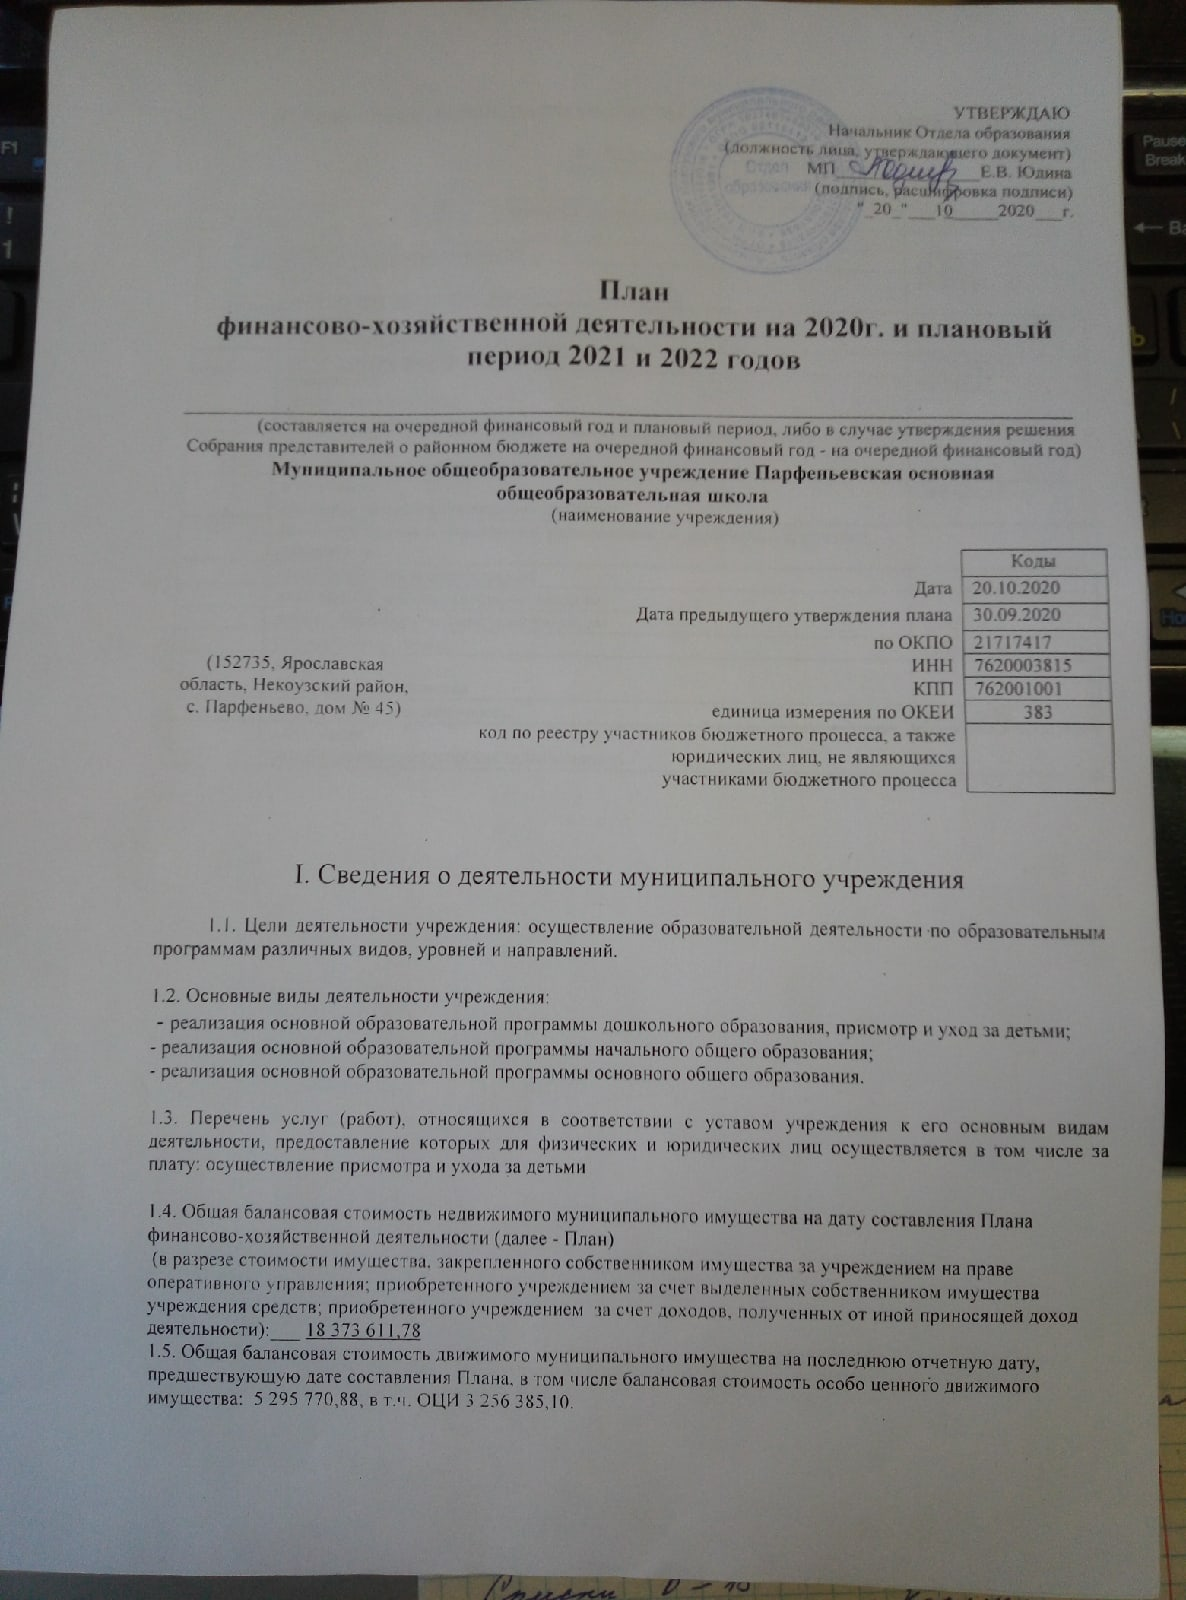 УТВЕРЖДАЮ
Начальник Отдела образования
(должность лица, утверждающего документ)
МП Е.В. Юдина
(подпись, расшифровка подписи)
"_20_"___10_____2020___г.
План
финансово-хозяйственной деятельности на 2020г. и плановый
период 2021 и 2022 годов
(составляется на очередной финансовый год и плановый период, либо в случае утверждения решения
Собрания представителей о районном бюджете на очередной финансовый год - на очередной финансовый год)
Муниципальное общеобразовательное учреждение Парфеньевская основная
общеобразовательная школа
(наименование учреждения)
Коды
Дата 20.10.2020
Дата предыдущего утверждения плана 30.09.2020
по ОКПО 21717417
ИНН 7620003815
КПП 762001001
единица измерения по ОКЕИ 383
код по реестру участников бюджетного процесса, а также
юридических лиц, не являющихся
участниками бюджетного процесса
(152735, Ярославская
область, Некоузский район,
с. Парфеньево, дом № 45)
I. Сведения о деятельности муниципального учреждения
1.1. Цели деятельности учреждения: осуществление образовательной деятельности по образовательным
программам различных видов, уровней и направлений.
1.2. Основные виды деятельности учреждения:
- реализация основной образовательной программы дошкольного образования, присмотр и уход за детьми;
- реализация основной образовательной программы начального общего образования;
- реализация основной образовательной программы основного общего образования.
1.3. Перечень услуг (работ), относящихся в соответствии с уставом учреждения к его основным видам
деятельности, предоставление которых для физических и юридических лиц осуществляется в том числе за
плату: осуществление присмотра и ухода за детьми
1.4. Общая балансовая стоимость недвижимого муниципального имущества на дату составления Плана
финансово-хозяйственной деятельности (далее - План)
(в разрезе стоимости имущества, закрепленного собственником имущества за учреждением на праве
оперативного управления; приобретенного учреждением за счет выделенных собственником имущества
учреждения средств; приобретенного учреждением за счет доходов, полученных от иной приносящей доход
деятельности):___ 18 373 611,78
1.5. Общая балансовая стоимость движимого муниципального имущества на последнюю отчетную дату,
предшествующую дате составления Плана, в том числе балансовая стоимость особо ценного движимого
имущества: 5 295 770,88, в т.ч. ОЦИ 3 256 385,10.
Отдел
образования
F1
!
1
Pause
Break
Списки